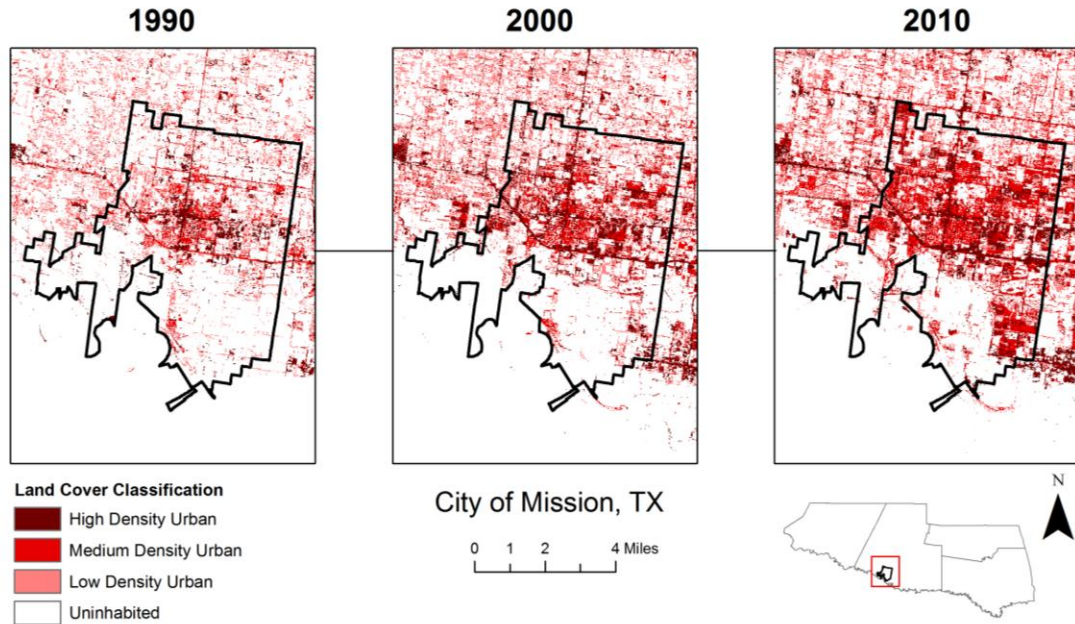 1990
2000
2010
Land Cover Classification
High Density Urban
Medium Density Urban
Low Density Urban
Uninhabited
City of Mission, TX
0 1 2 4 Miles
N